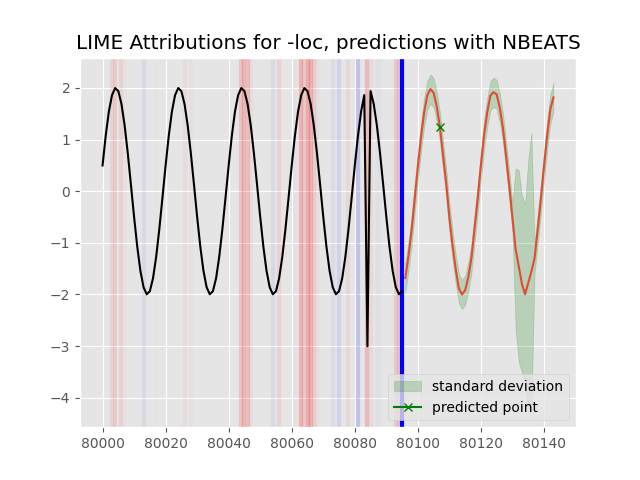 LIME Attributions for -loc, predictions with NBEATS
2
1
0
−1
−2
−3
−4
standard deviation
predicted point
80000 80020 80040 80060 80080 80100 80120 80140